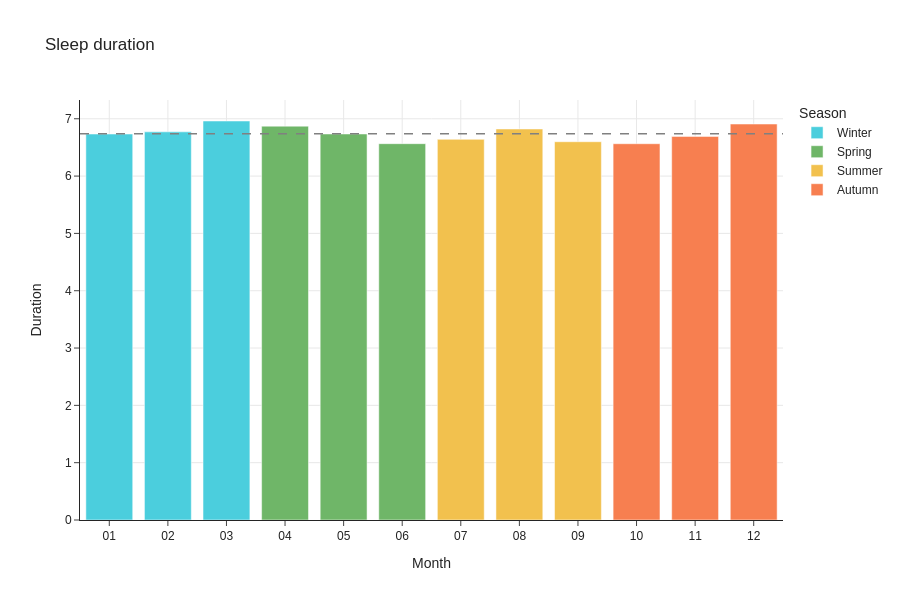 Sleep duration
Season
Winter
Spring
Summer
Autumn
Duration
7
6
5
4
3
2
1
0
01 02 03 04 05 06 07 08 09 10 11 12
Month